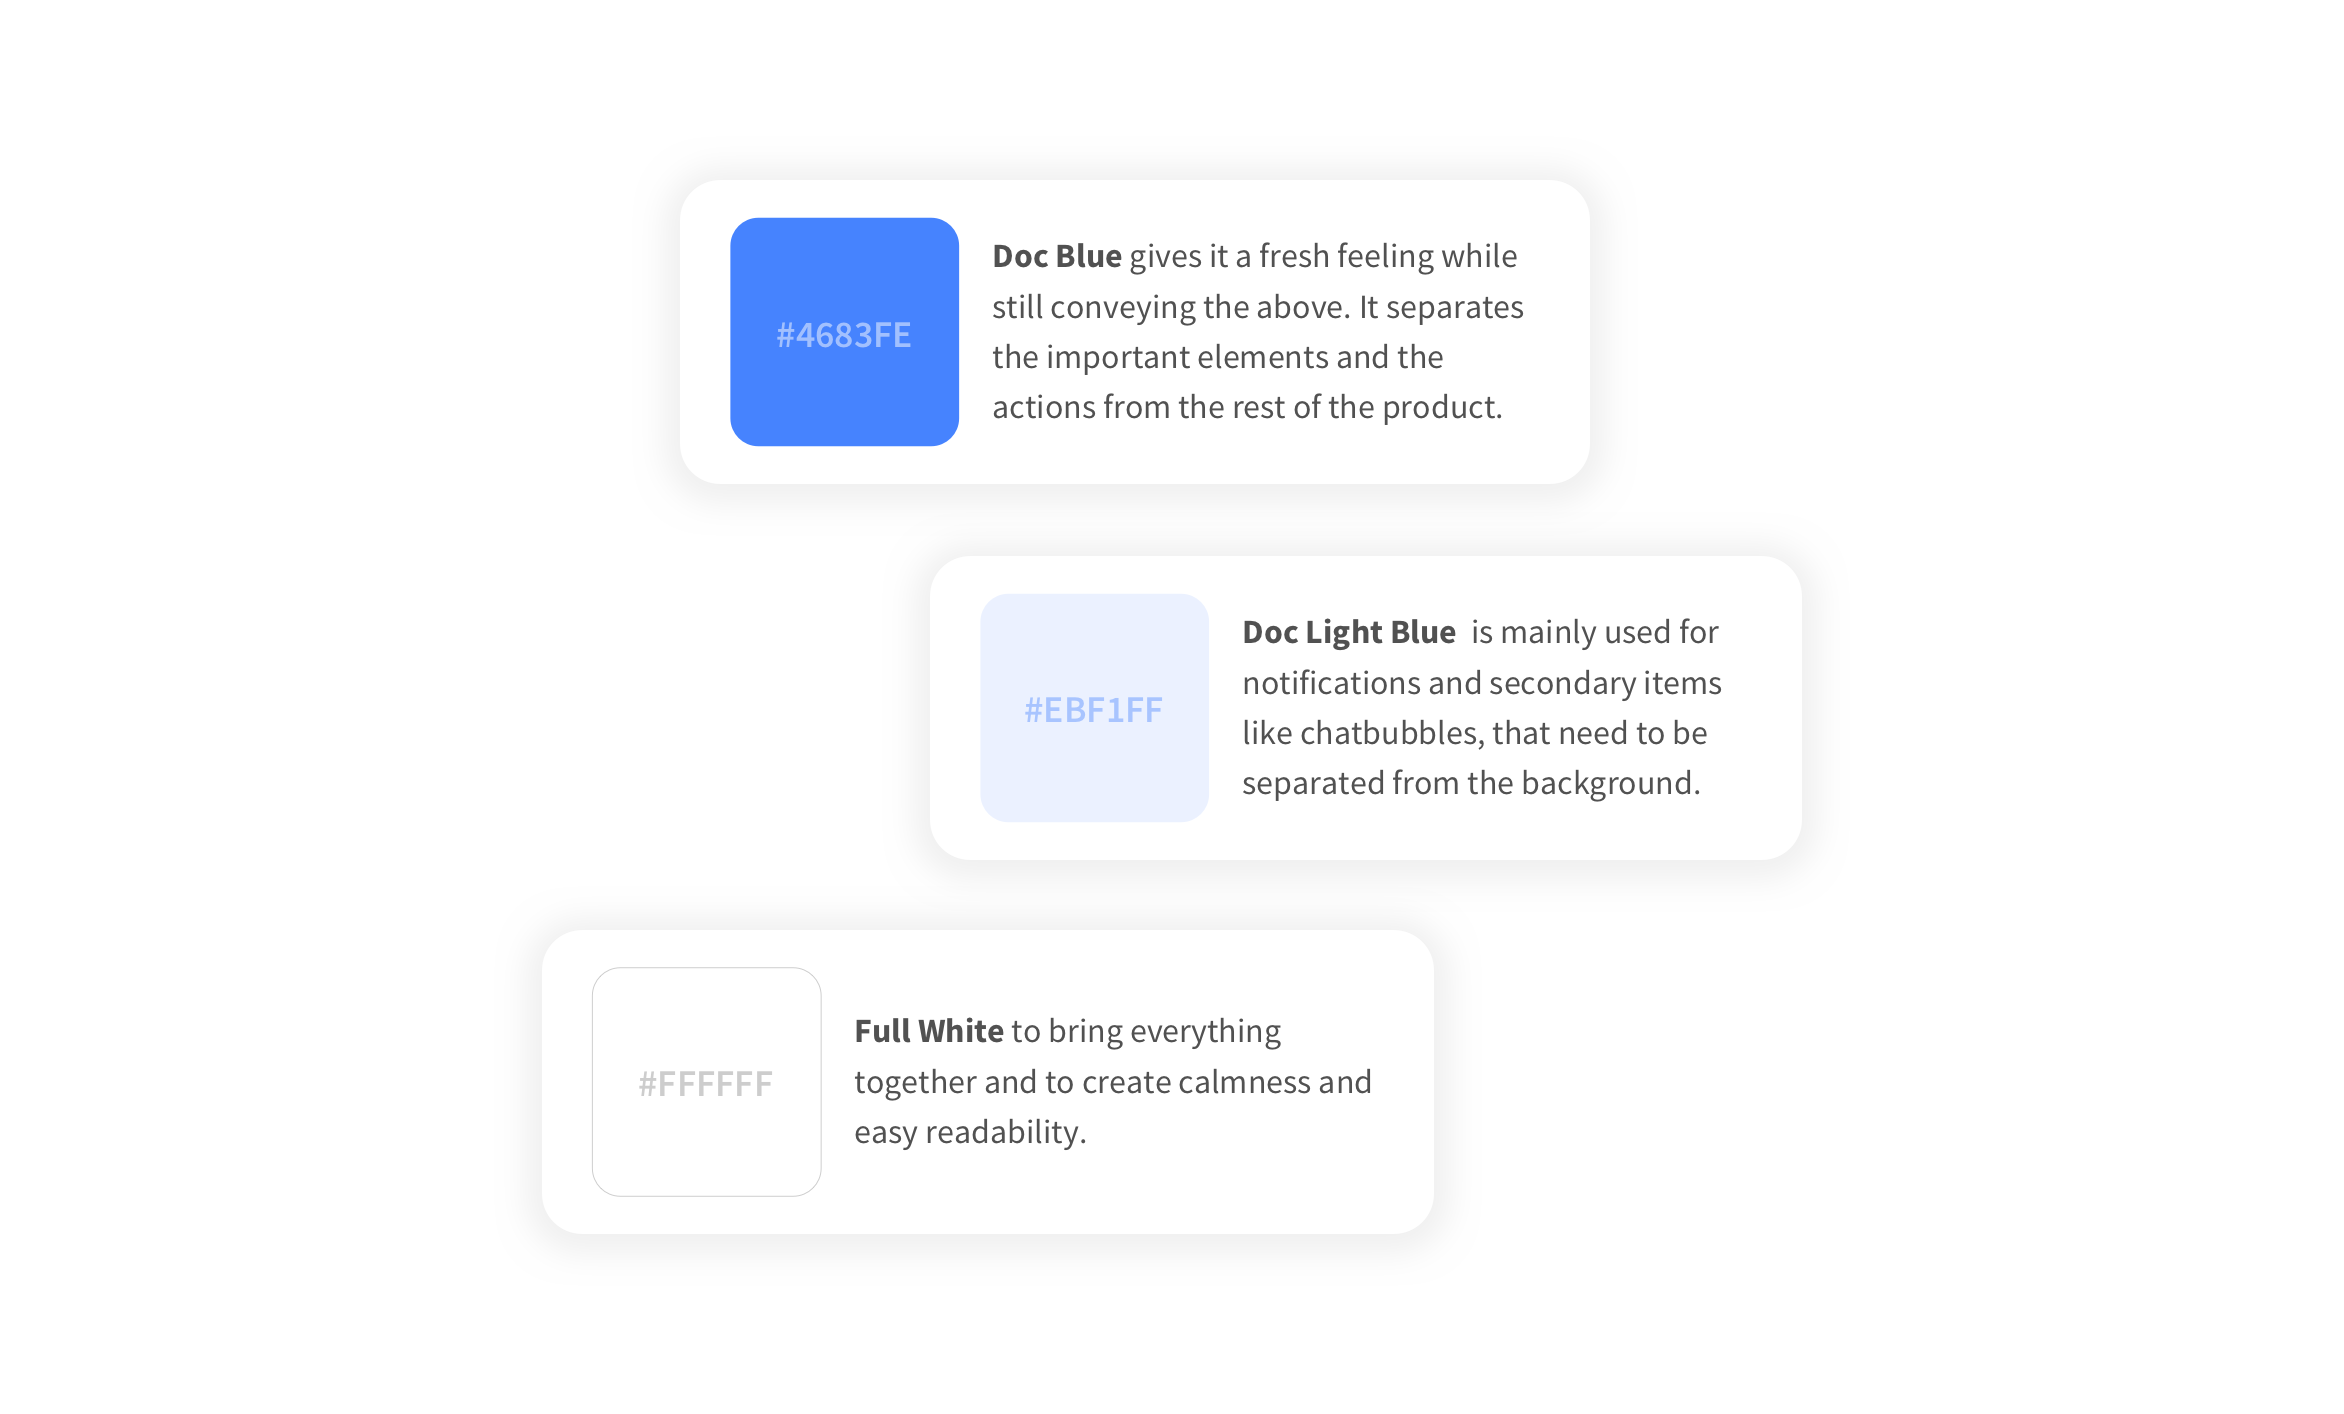 #4683FE
Doc Blue gives it a fresh feeling while
still conveying the above. It separates
the important elements and the
actions from the rest of the product.
#EBF1FF
Doc Light Blue  is mainly used for
notifications and secondary items
like chatbubbles, that need to be
separated from the background.
#FFFFFF
Full White to bring everything
together and to create calmness and
easy readability.